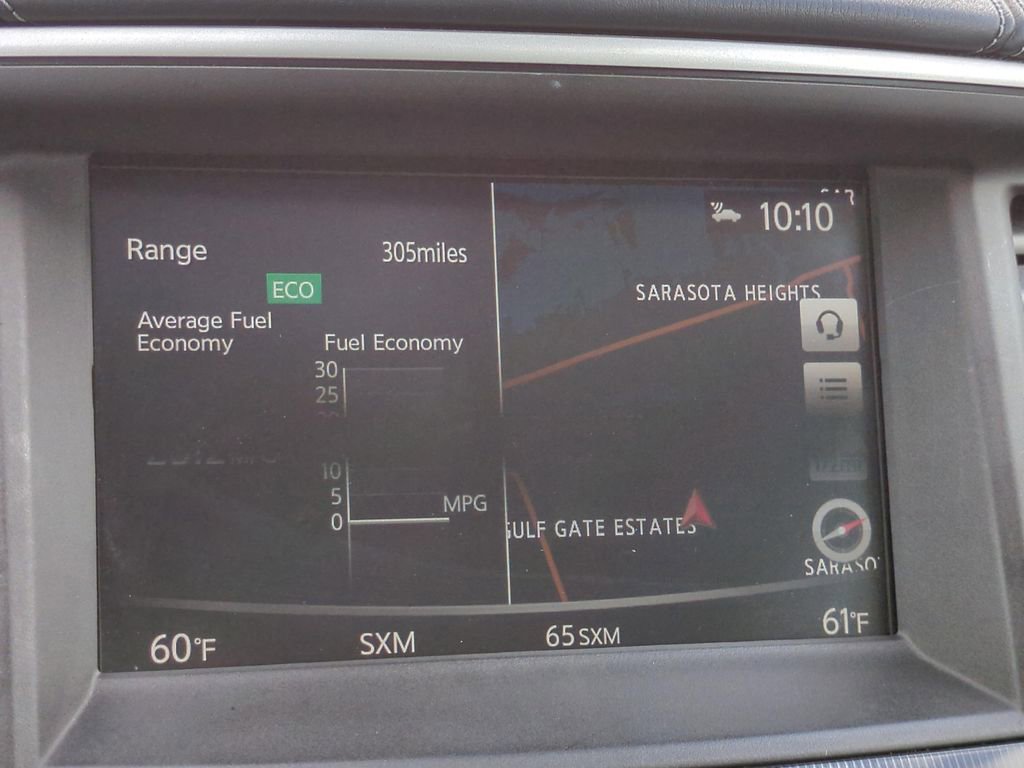 10:10
Range 305miles
ECO
SARASOTA HEIGHTS
Average Fuel
Economy
Fuel Economy
30
25
10
5
MPG
0
GULF GATE ESTATES
60°F SXM 65 SXM 61°F